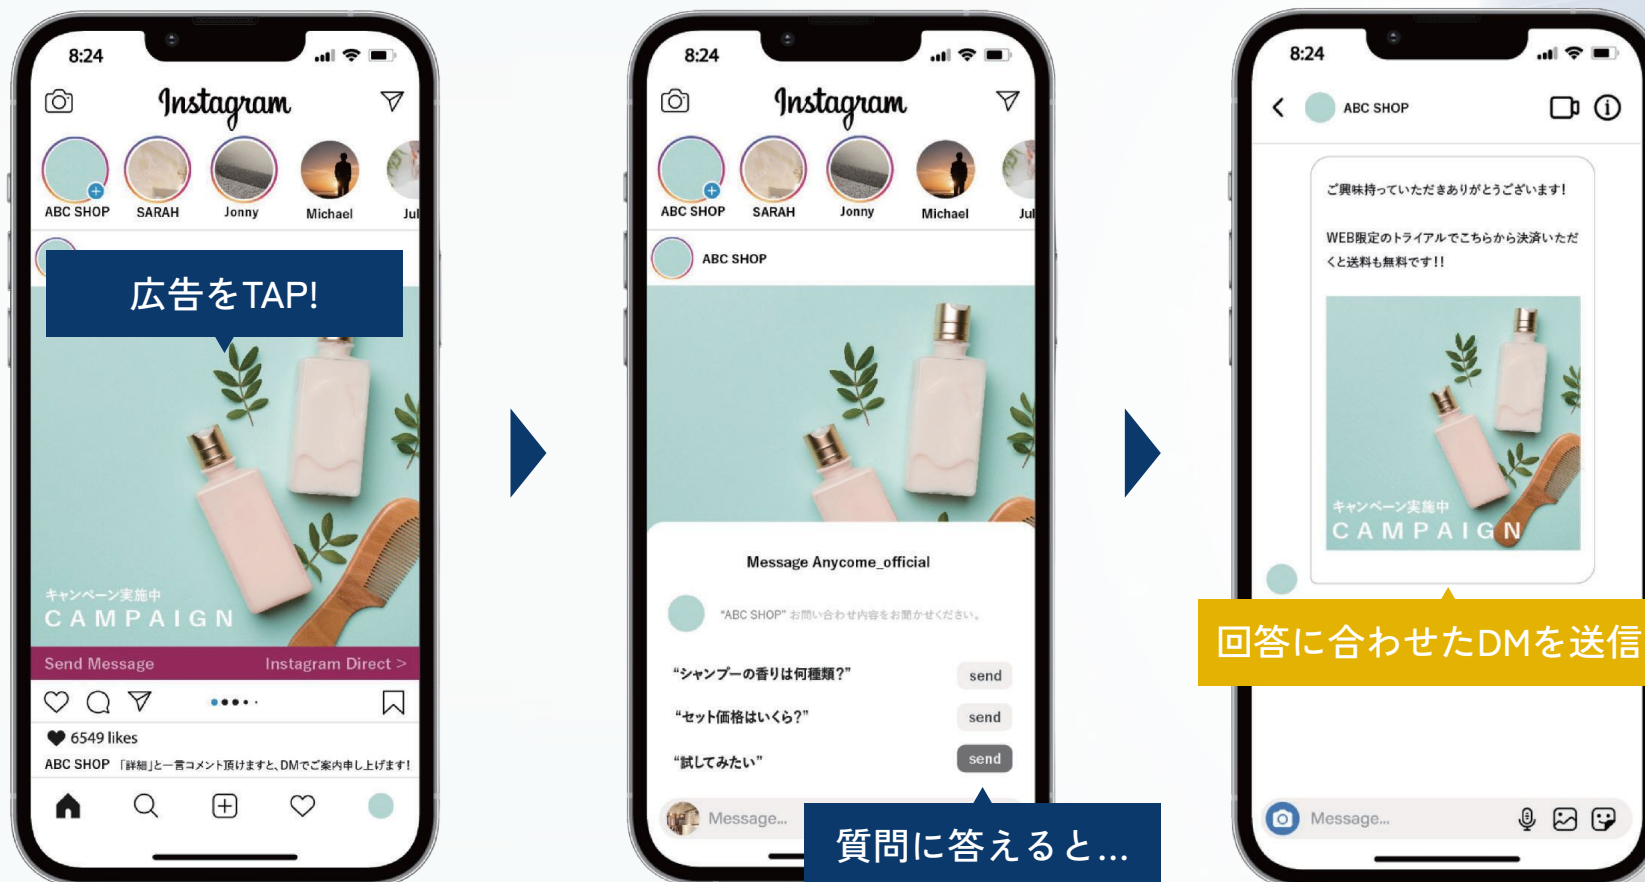 8:24
Instagram
ABC SHOP
SARAH
Jonny
Michael
Jul
広告をTAP!
キャンペーン実施中
CAMPAIGN
Send Message
Instagram Direct >
6549 likes
ABC SHOP 「詳細」と一言コメント頂けますと、DMでご案内申し上げます!
8:24
Instagram
ABC SHOP
SARAH
Jonny
Michael
Jul
ABC SHOP
Message Anycome_official
"ABC SHOP" お問い合わせ内容をお聞かせください。
"シャンプーの香りは何種類?"
send
"セット価格はいくら?"
send
"試してみたい"
send
Message...
質問に答えると...
8:24
ABC SHOP
ご興味持っていただきありがとうございます!
WEB限定のトライアルでこちらから決済いただ
くと送料も無料です!!
キャンペーン実施中
CAMPAIGN
回答に合わせたDMを送信
Message...